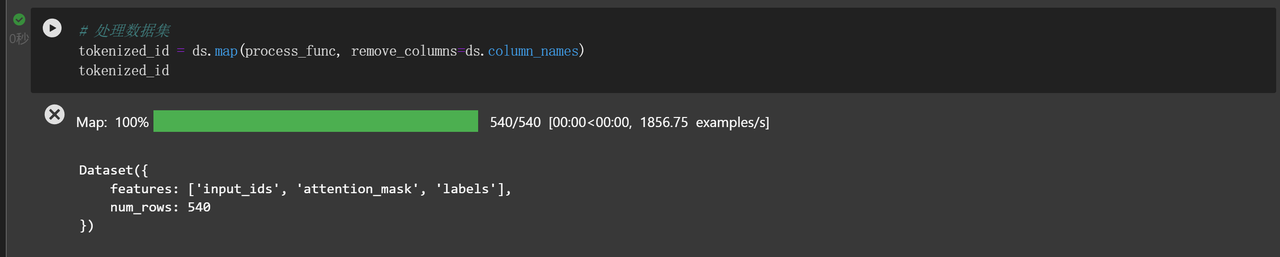 # 处理数据集
0秒
tokenized_id = ds.map(process_func, remove_columns=ds.column_names)
tokenized_id
Map: 100% 540/540 [00:00<00:00, 1856.75 examples/s]
Dataset({
    features: ['input_ids', 'attention_mask', 'labels'],
    num_rows: 540
})